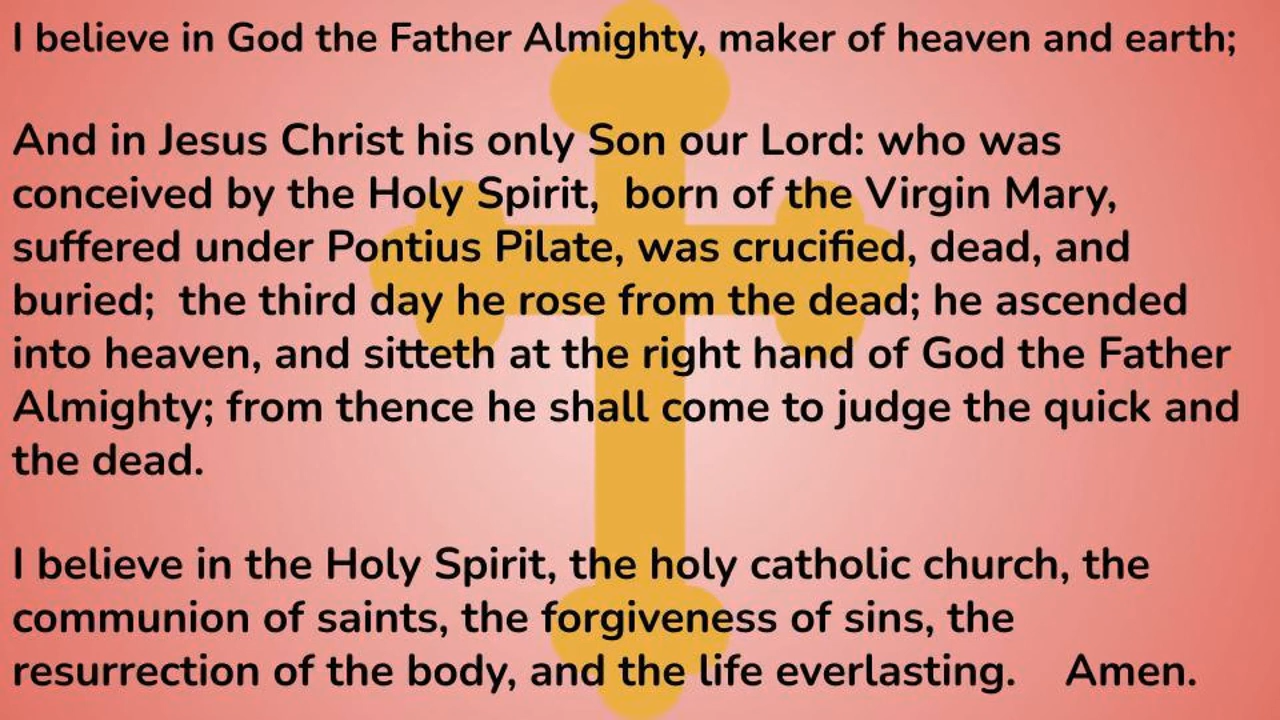 I believe in God the Father Almighty, maker of heaven and earth;
And in Jesus Christ his only Son our Lord: who was
conceived by the Holy Spirit,  born of the Virgin Mary,
suffered under Pontius Pilate, was crucified, dead, and
buried;  the third day he rose from the dead; he ascended
into heaven, and sitteth at the right hand of God the Father
Almighty; from thence he shall come to judge the quick and
the dead.
I believe in the Holy Spirit, the holy catholic church, the
communion of saints, the forgiveness of sins, the
resurrection of the body, and the life everlasting.    Amen.